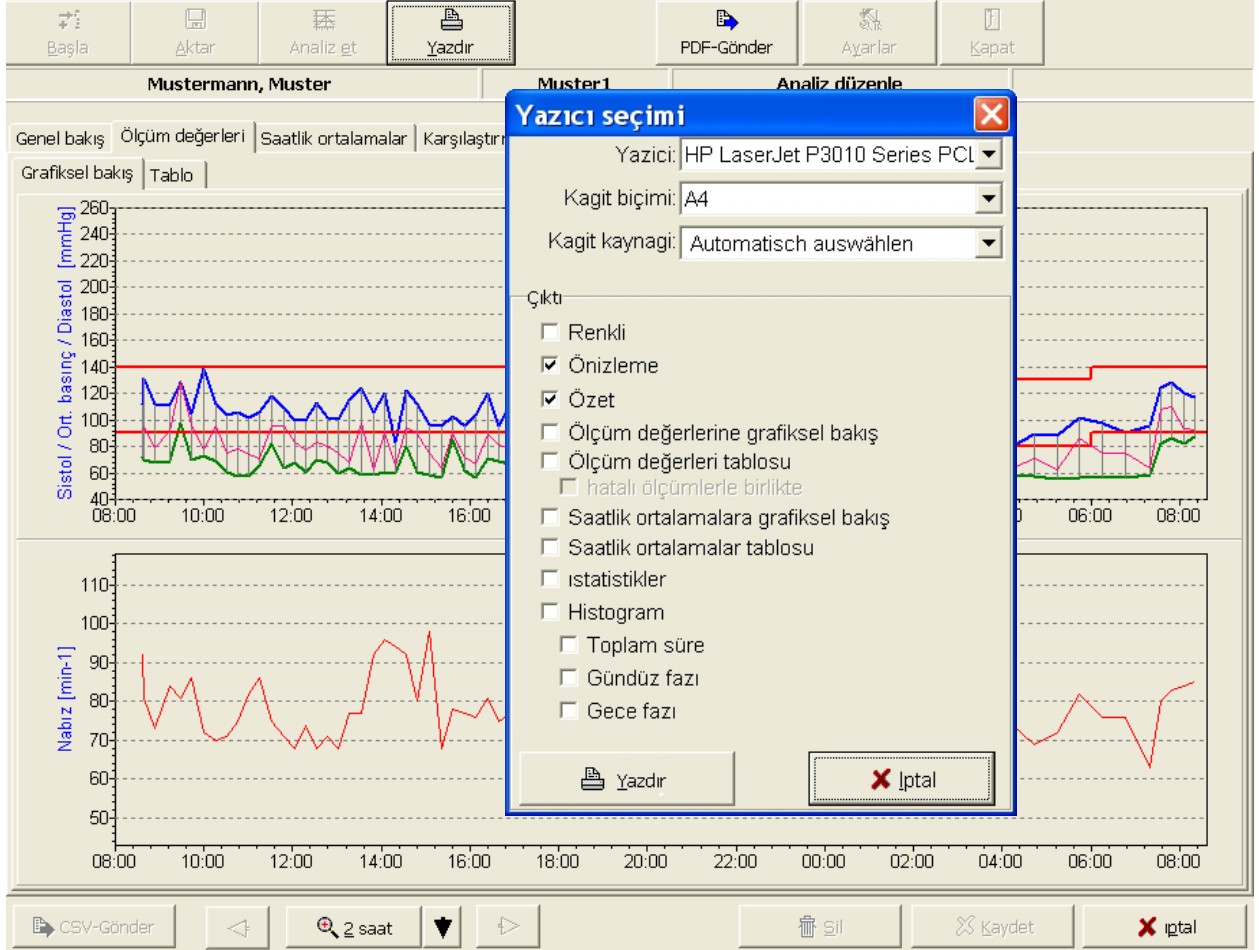 Başla Aktar Analiz et Yazdır PDF-Gönder Ayarlar Kapat
Mustermann, Muster Muster1 Analiz düzenle
Genel bakış Ölçüm değerleri Saatlik ortalamalar
Grafiksel bakış Tablo
Sistol / Ort. basınç / Diastol [mmHg]
260
240
220
200
180
160
140
120
100
80
60
40
08:00 10:00 12:00 14:00 16:00 06:00 08:00
Nabız [min-1]
110
100
90
80
70
60
50
08:00 10:00 12:00 14:00 16:00 18:00 20:00 22:00 00:00 02:00 04:00 06:00 08:00
Yazıcı seçimi
Yazici: HP LaserJet P3010 Series PCL
Kagit biçimi: A4
Kagit kaynagi: Automatisch auswählen
Çıktı
Renkli
Önizleme
Özet
Ölçüm değerlerine grafiksel bakış
Ölçüm değerleri tablosu
hatalı ölçümlerle birlikte
Saatlik ortalamalara grafiksel bakış
Saatlik ortalamalar tablosu
ıstatistikler
Histogram
Toplam süre
Gündüz fazı
Gece fazı
Yazdır Iptal
CSV-Gönder 2 saat Sil Kaydet ıptal